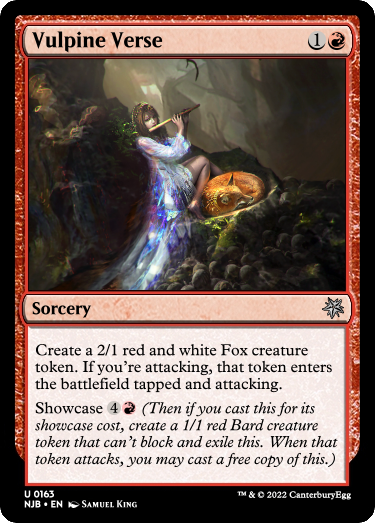 Vulpine Verse 1
Sorcery
Create a 2/1 red and white Fox creature
token. If you’re attacking, that token enters
the battlefield tapped and attacking.
Showcase 4 (Then if you cast this for its
showcase cost, create a 1/1 red Bard creature
token that can’t block and exile this. When that
token attacks, you may cast a free copy of this.)
U 0163
NJB • EN Samuel King
™ & © 2022 CanterburyEgg